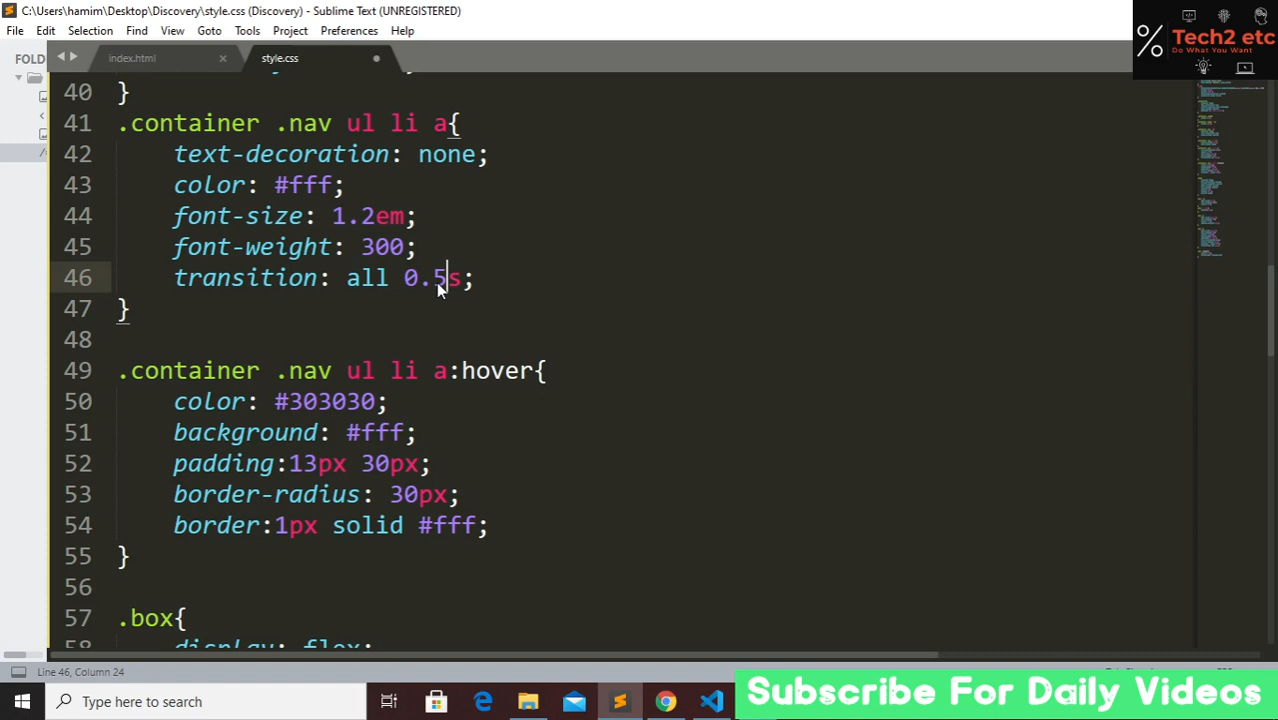 C:\Users\hamim\Desktop\Discovery\style.css (Discovery) - Sublime Text (UNREGISTERED)
File Edit Selection Find View Goto Tools Project Preferences Help
Tech2 etc
Do What You Want
FOLD
index.html
style.css
40 }
41 .container .nav ul li a{
42 text-decoration: none;
43 color: #fff;
44 font-size: 1.2em;
45 font-weight: 300;
46 transition: all 0.5s;
47 }
48
49 .container .nav ul li a:hover{
50 color: #303030;
51 background: #fff;
52 padding:13px 30px;
53 border-radius: 30px;
54 border:1px solid #fff;
55 }
56
57 .box{
58 display: flex;
Line 46, Column 24
Type here to search
Subscribe For Daily Videos